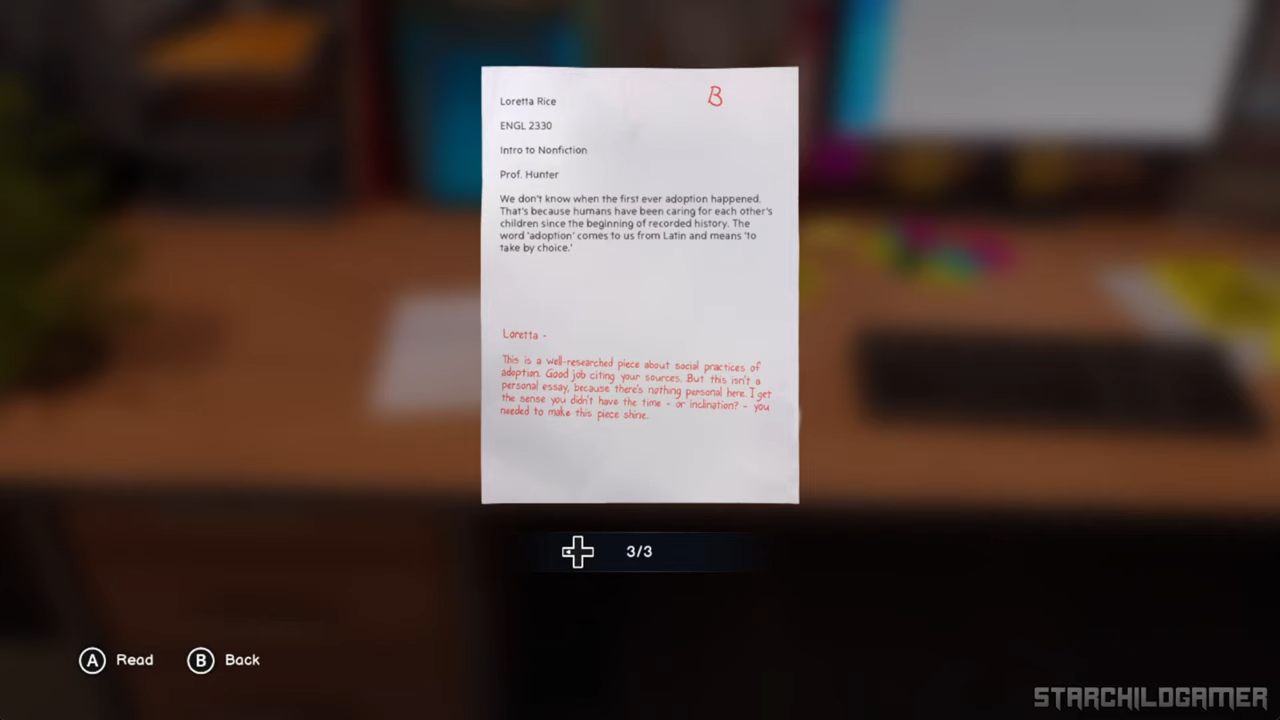 B
Loretta Rice
ENGL 2330
Intro to Nonfiction
Prof. Hunter
We don't know when the first ever adoption happened.
That's because humans have been caring for each other's
children since the beginning of recorded history. The
word 'adoption' comes to us from Latin and means 'to
take by choice.'
Loretta -
This is a well-researched piece about social practices of
adoption. Good job citing your sources. But this isn't a
personal essay, because there's nothing personal here. I get
the sense you didn't have the time - or inclination? - you
needed to make this piece shine.
3/3
A Read B Back
STARCHILDGAMER